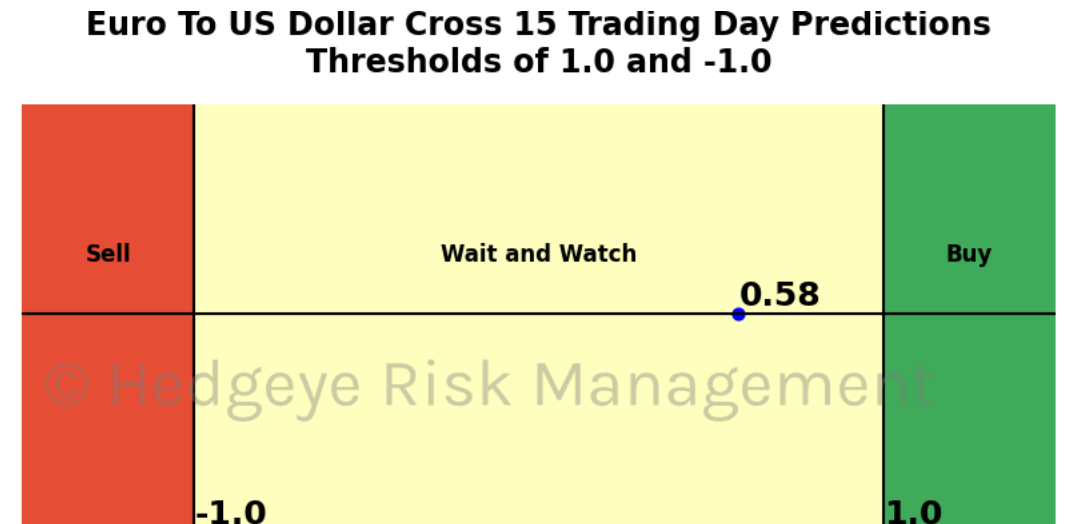 Euro To US Dollar Cross 15 Trading Day Predictions
Thresholds of 1.0 and -1.0
Sell
Wait and Watch
Buy
0.58
© Hedgeye Risk Management
-1.0
1.0